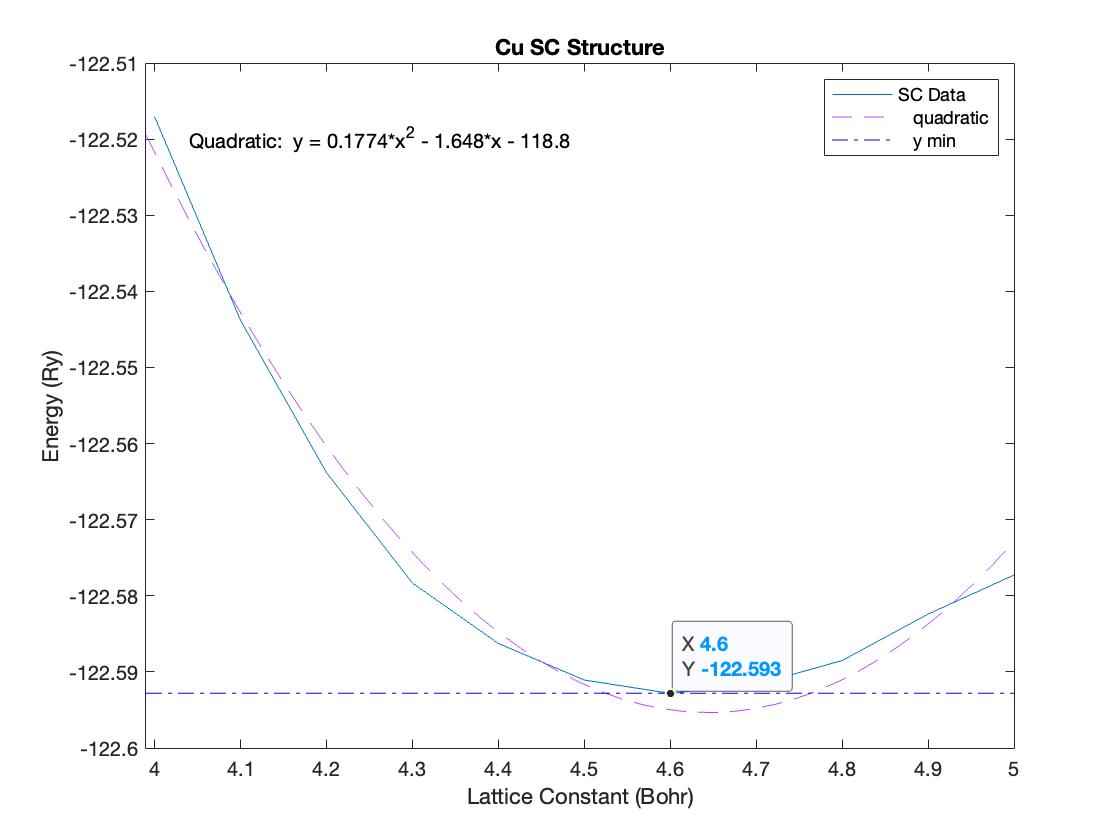 Cu SC Structure
-122.51
-122.52
-122.53
-122.54
-122.55
-122.56
-122.57
-122.58
-122.59
-122.6
Energy (Ry)
Quadratic:  y = 0.1774*x² - 1.648*x - 118.8
SC Data
quadratic
y min
X 4.6
Y -122.593
4 4.1 4.2 4.3 4.4 4.5 4.6 4.7 4.8 4.9 5
Lattice Constant (Bohr)